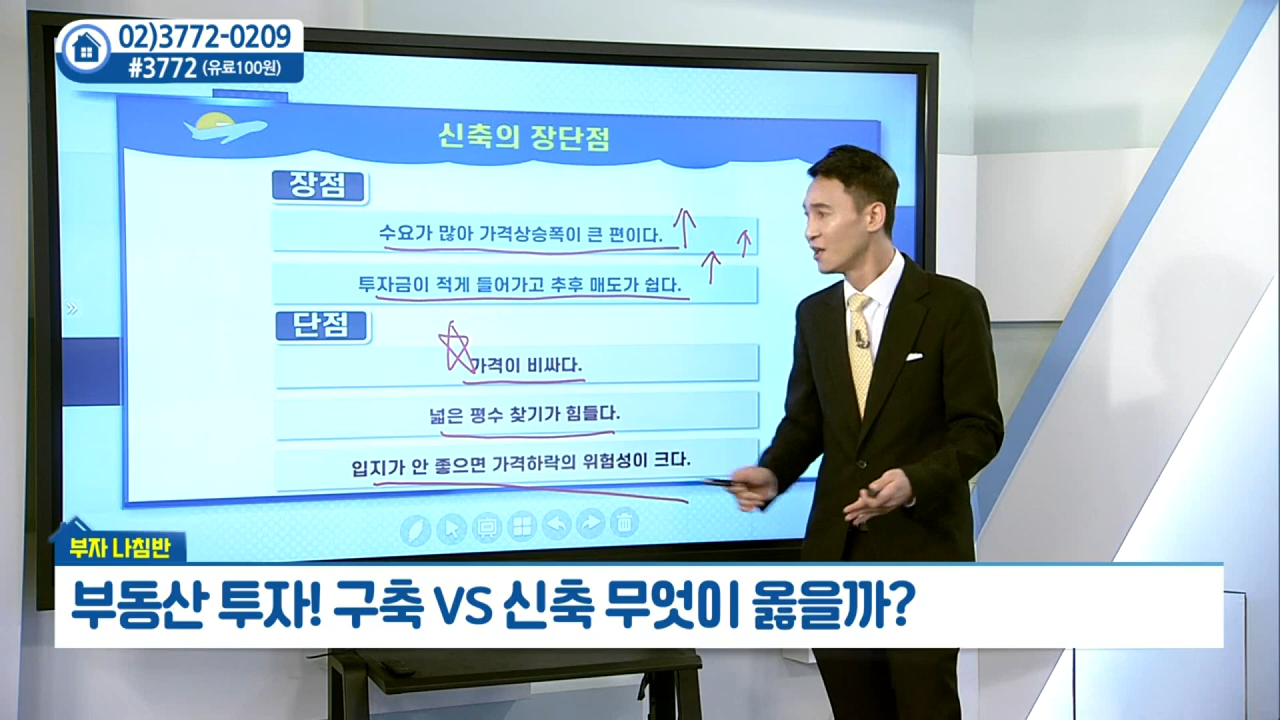 02)3772-0209
#3772 (유료100원)
신축의 장단점
장점
수요가 많아 가격상승폭이 큰 편이다.
투자금이 적게 들어가고 추후 매도가 쉽다.
단점
가격이 비싸다.
넓은 평수 찾기가 힘들다.
입지가 안 좋으면 가격하락의 위험성이 크다.
부자 나침반
부동산 투자! 구축 VS 신축 무엇이 옳을까?